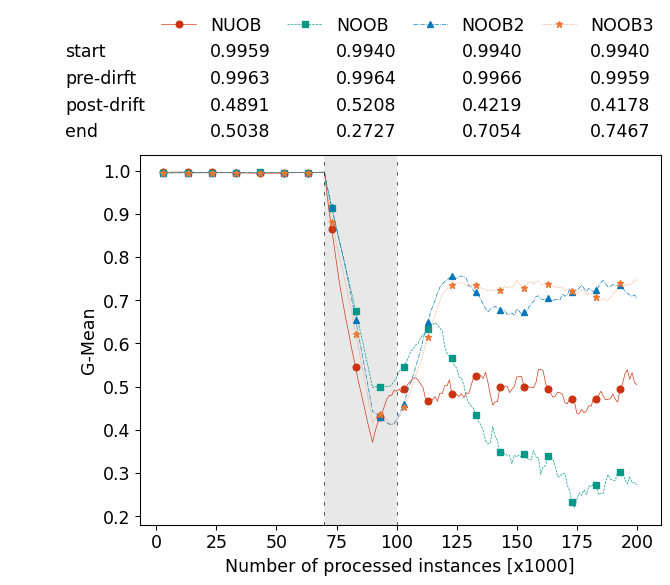 NUOB NOOB NOOB2 NOOB3
start 0.9959 0.9940 0.9940 0.9940
pre-dirft 0.9963 0.9964 0.9966 0.9959
post-drift 0.4891 0.5208 0.4219 0.4178
end 0.5038 0.2727 0.7054 0.7467
1.0
0.9
0.8
0.7
0.6
0.5
0.4
0.3
0.2
G-Mean
0 25 50 75 100 125 150 175 200
Number of processed instances [x1000]